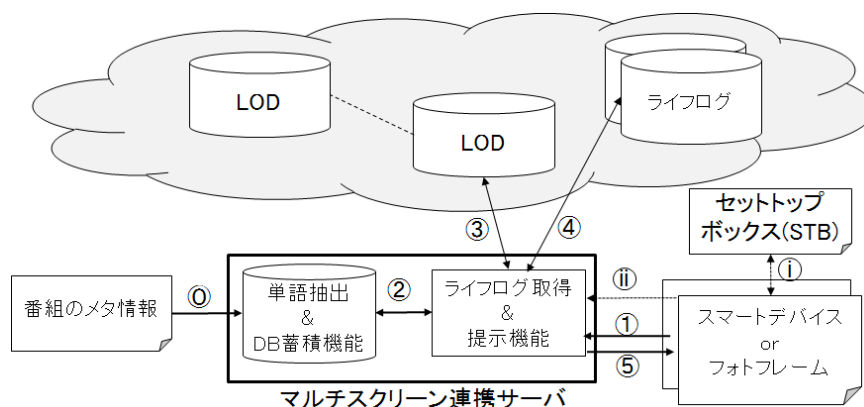 LOD
ライフログ
LOD
セットトップ
ボックス(STB)
③
④
ⅱ
ⅰ
番組のメタ情報
⓪
単語抽出
&
DB蓄積機能
②
ライフログ取得
&
提示機能
①
⑤
スマートデバイス
or
フォトフレーム
マルチスクリーン連携サーバ